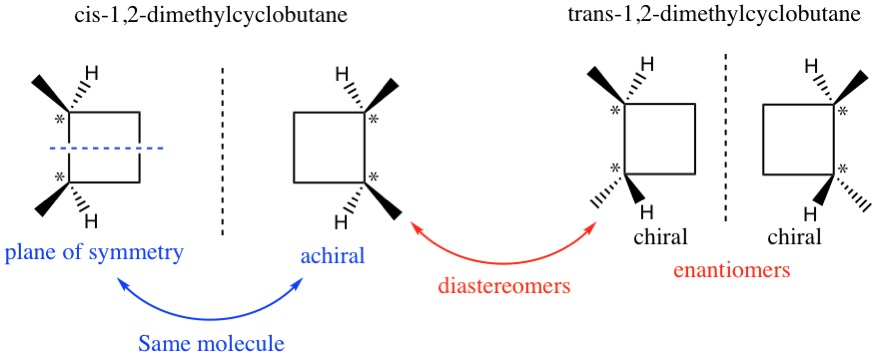 cis-1,2-dimethylcyclobutane
trans-1,2-dimethylcyclobutane
H
H
H
H
*
*
*
*
*
*
*
*
H
H
H
H
plane of symmetry
achiral
chiral
chiral
diastereomers
enantiomers
Same molecule